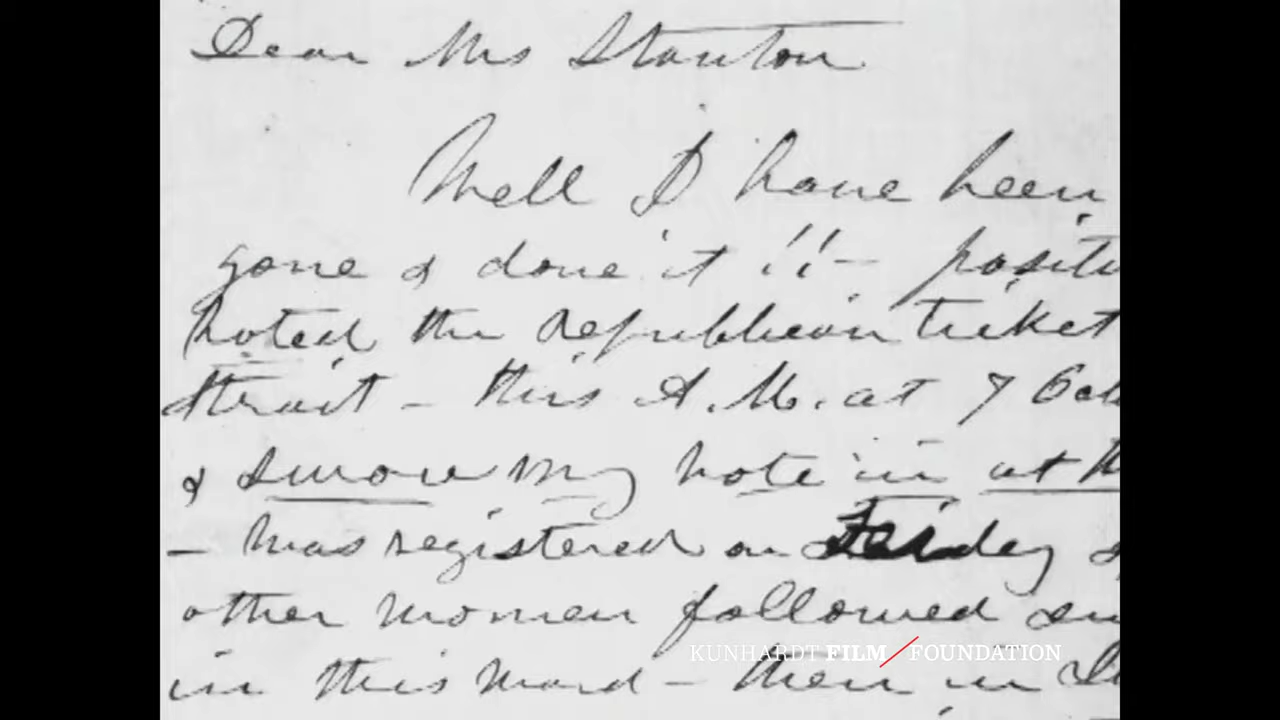 Dear Mrs Stanton
Well I have been
gone & done it !!— positi
voted the Republican ticket
strait — this A.M. at 7 Ocl
& swore my vote in at th
— was registered on Friday &
other women followed su
in this ward — then in
KUNHARDT FILM / FOUNDATION